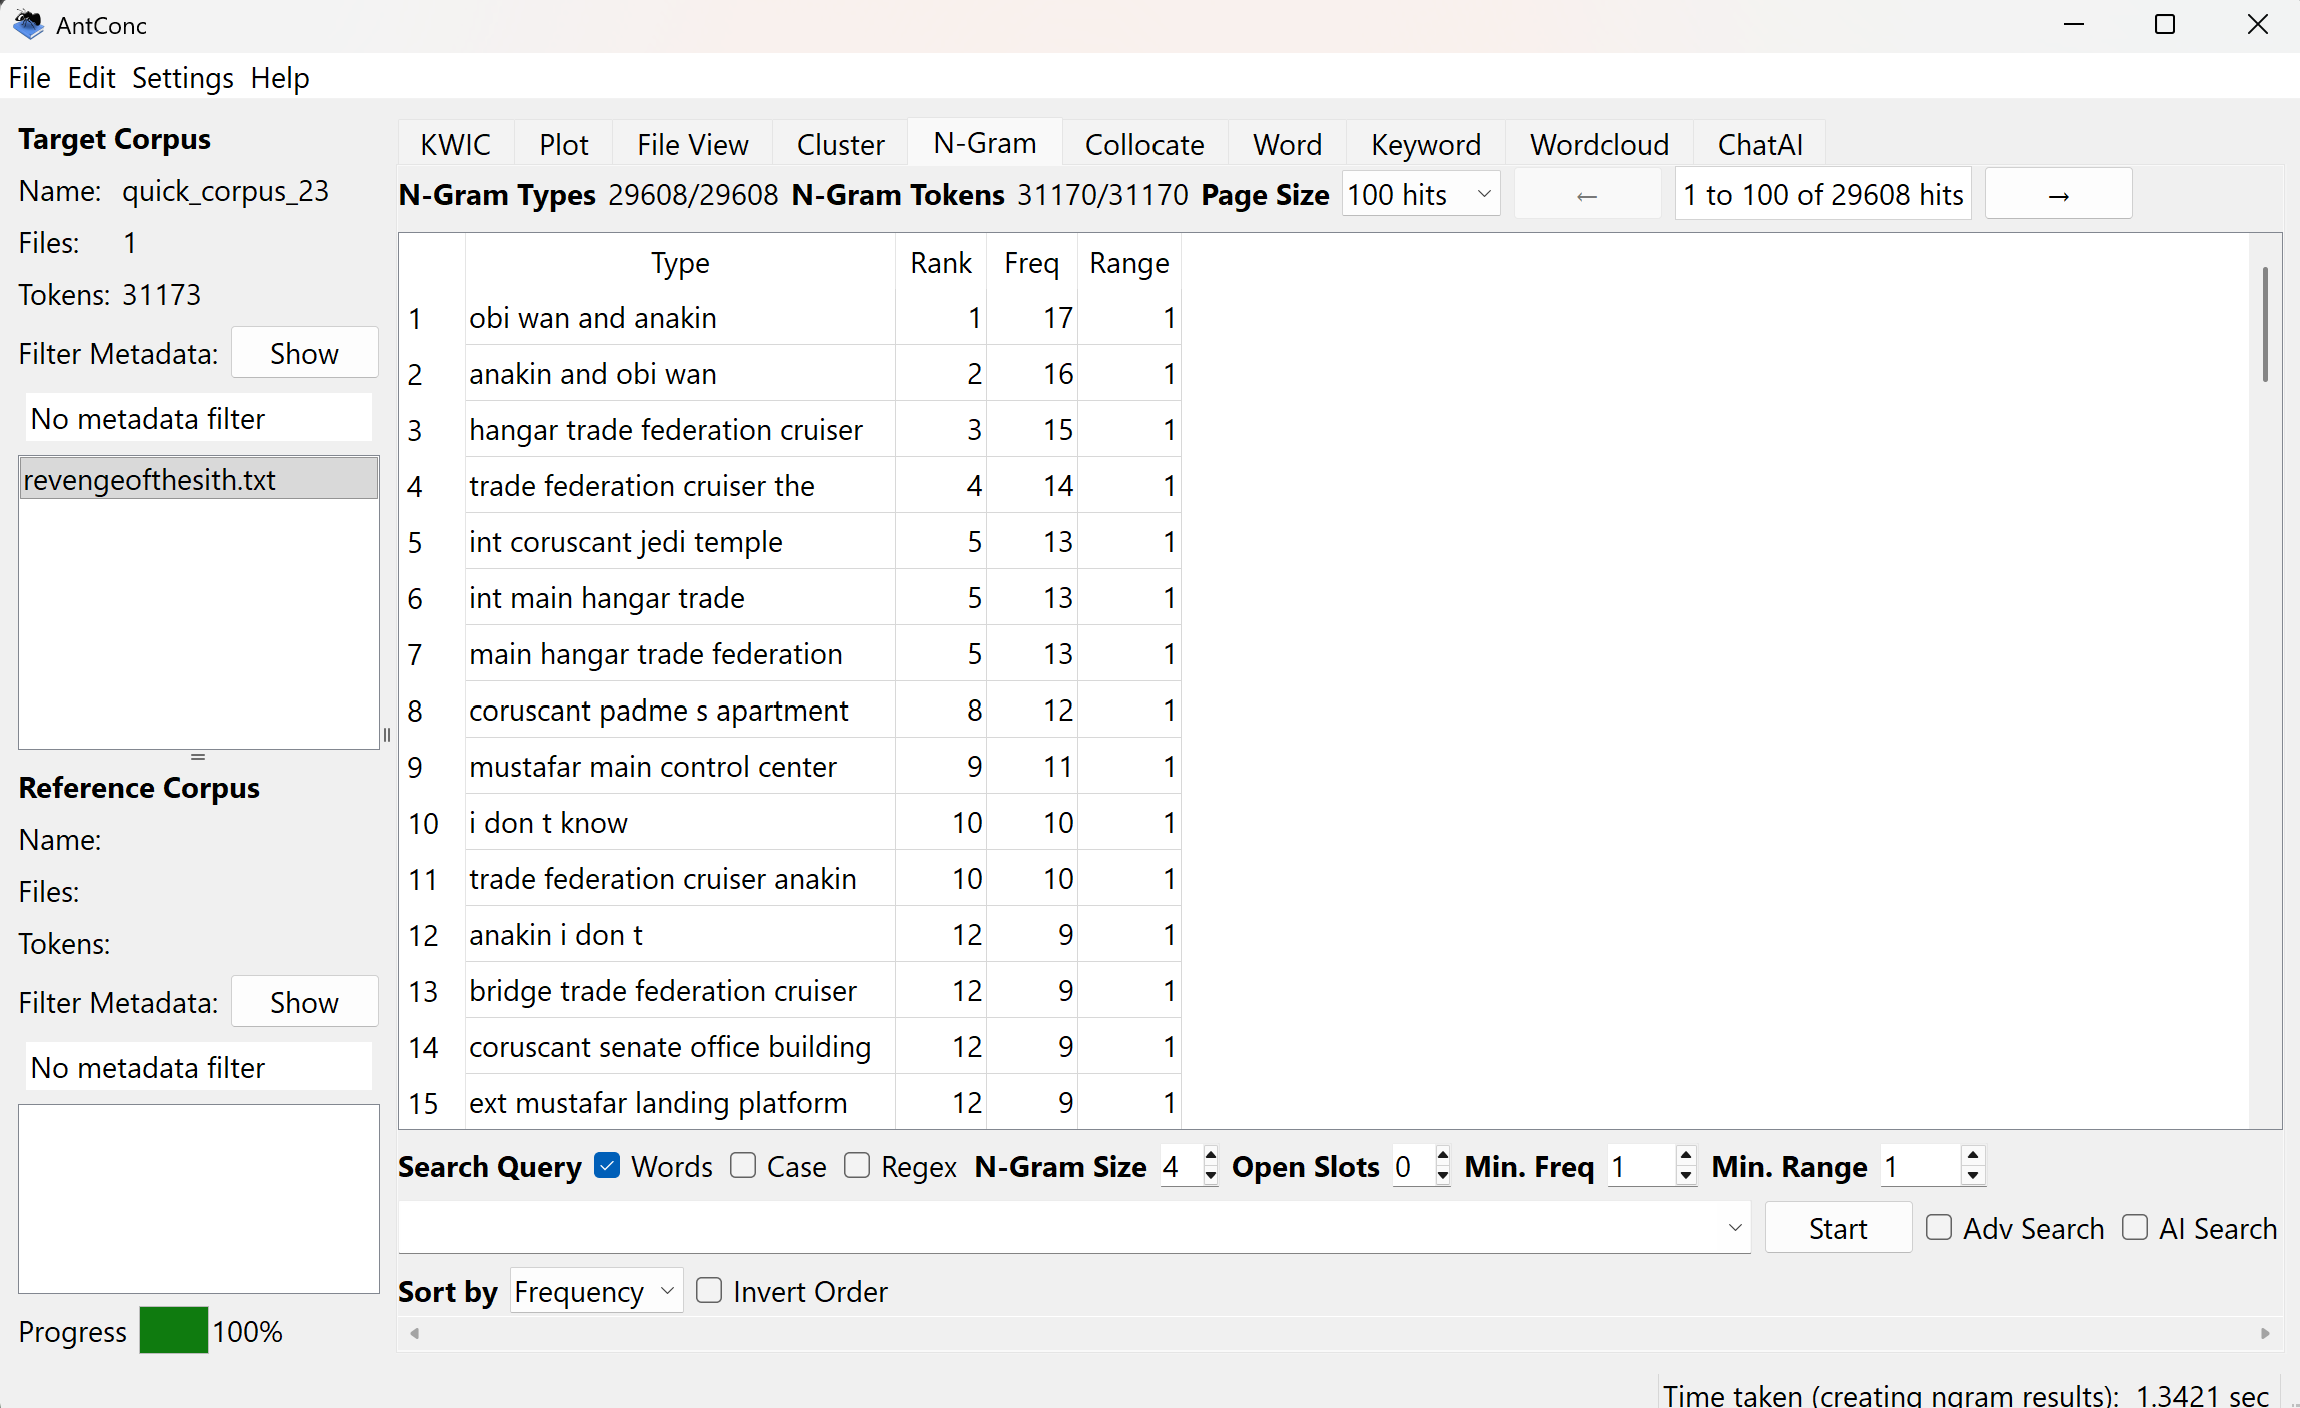 AntConc
File Edit Settings Help
Target Corpus
Name: quick_corpus_23
Files: 1
Tokens: 31173
Filter Metadata: Show
No metadata filter
revengeofthesith.txt
Reference Corpus
Name:
Files:
Tokens:
Filter Metadata: Show
No metadata filter
Progress 100%
KWIC Plot File View Cluster N-Gram Collocate Word Keyword Wordcloud ChatAI
N-Gram Types 29608/29608 N-Gram Tokens 31170/31170 Page Size 100 hits ← 1 to 100 of 29608 hits →
Type Rank Freq Range
1 obi wan and anakin 1 17 1
2 anakin and obi wan 2 16 1
3 hangar trade federation cruiser 3 15 1
4 trade federation cruiser the 4 14 1
5 int coruscant jedi temple 5 13 1
6 int main hangar trade 5 13 1
7 main hangar trade federation 5 13 1
8 coruscant padme s apartment 8 12 1
9 mustafar main control center 9 11 1
10 i don t know 10 10 1
11 trade federation cruiser anakin 10 10 1
12 anakin i don t 12 9 1
13 bridge trade federation cruiser 12 9 1
14 coruscant senate office building 12 9 1
15 ext mustafar landing platform 12 9 1
Search Query Words Case Regex N-Gram Size 4 Open Slots 0 Min. Freq 1 Min. Range 1
Start Adv Search AI Search
Sort by Frequency Invert Order
Time taken (creating ngram results): 1.3421 sec